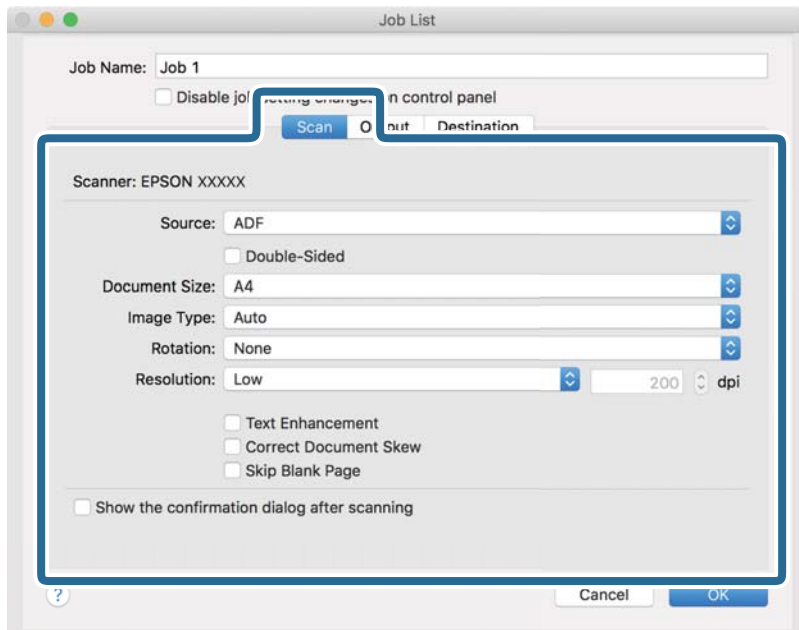 Job List
Job Name: Job 1
Disable control panel
Scan Destination
Scanner: EPSON XXXXX
Source: ADF
Double-Sided
Document Size: A4
Image Type: Auto
Rotation: None
Resolution: Low 200 dpi
Text Enhancement
Correct Document Skew
Skip Blank Page
Show the confirmation dialog after scanning
? Cancel OK